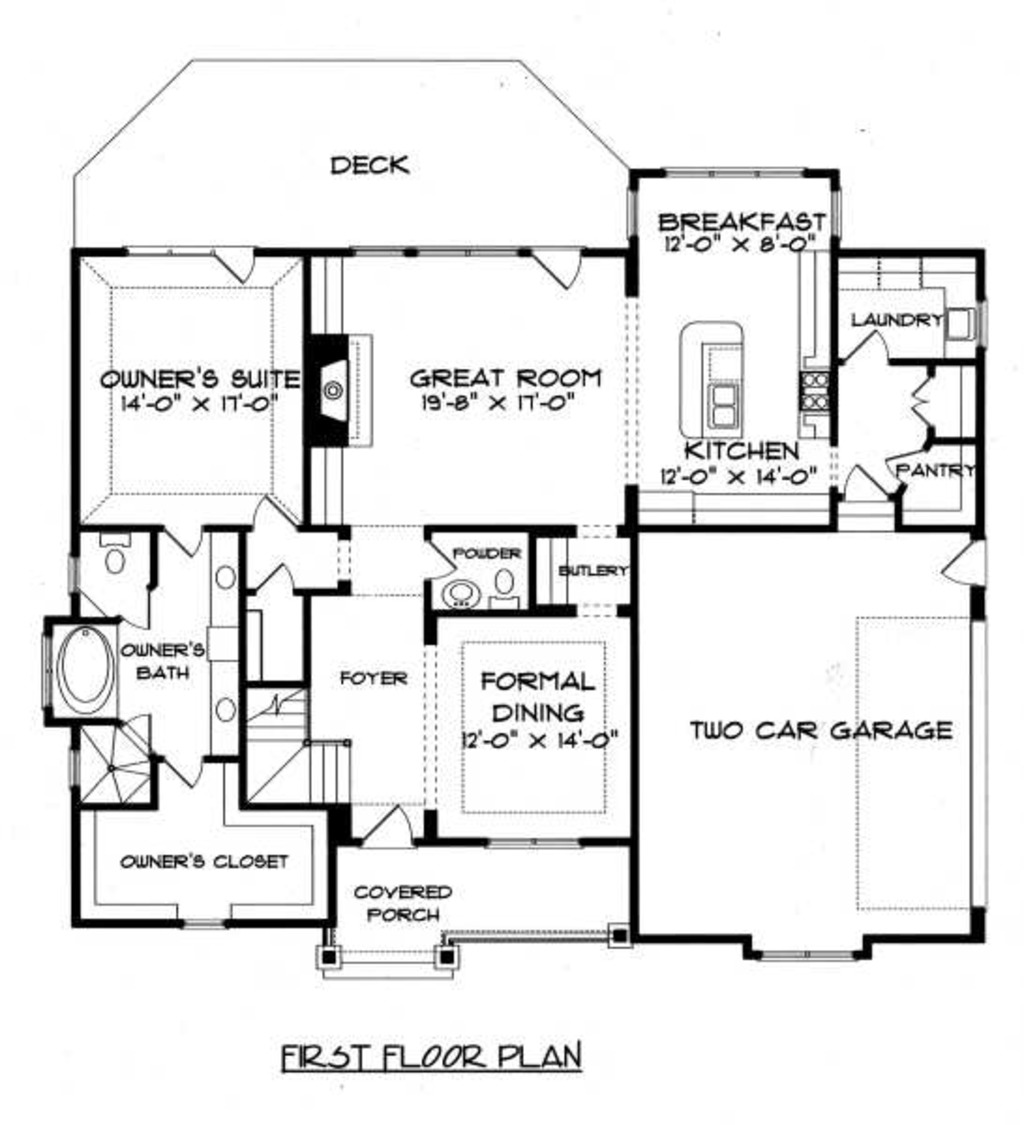 DECK
BREAKFAST
12'-0" X 8'-0"
LAUNDRY
OWNER'S SUITE
14'-0" X 17'-0"
GREAT ROOM
19'-8" X 17'-0"
KITCHEN
12'-0" X 14'-0"
PANTRY
POWDER
BUTLERY
OWNER'S
BATH
FOYER
FORMAL
DINING
12'-0" X 14'-0"
TWO CAR GARAGE
OWNER'S CLOSET
COVERED
PORCH
FIRST FLOOR PLAN